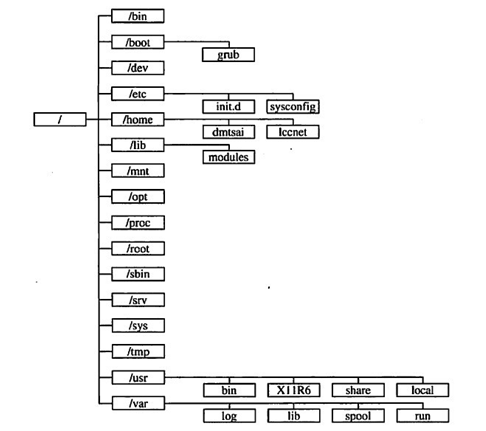 /bin
/boot
grub
/dev
/etc
init.d sysconfig
/ /home
dmtsai lccnet
/lib
modules
/mnt
/opt
/proc
/root
/sbin
/srv
/sys
/tmp
/usr
bin X11R6 share local
/var
log lib spool run